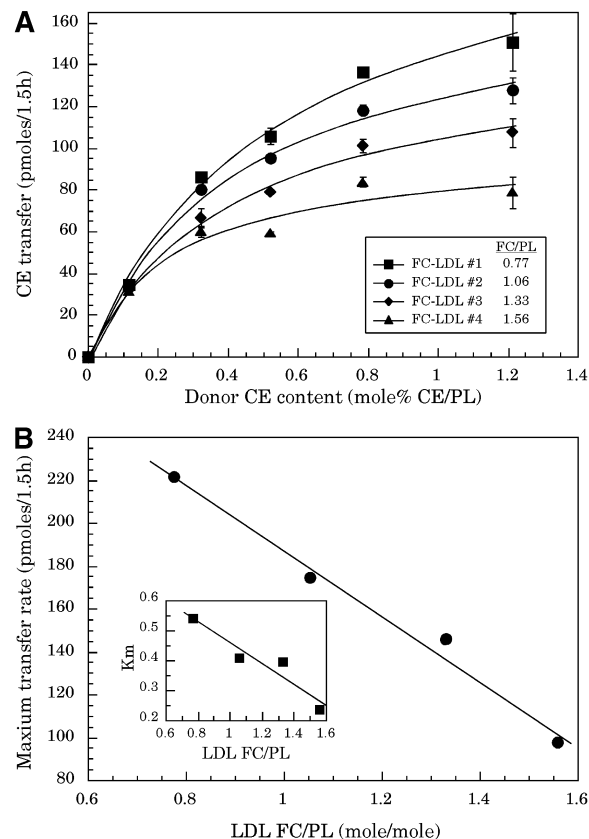 A
CE transfer (pmoles/1.5h)
160
140
120
100
80
60
40
20
0
FC/PL
FC-LDL #1 0.77
FC-LDL #2 1.06
FC-LDL #3 1.33
FC-LDL #4 1.56
0 0.2 0.4 0.6 0.8 1.0 1.2 1.4
Donor CE content (mole% CE/PL)
B
Maxium transfer rate (pmoles/1.5h)
240
220
200
180
160
140
120
100
80
Km
0.6
0.5
0.4
0.3
0.2
0.6 0.8 1 1.2 1.4 1.6
LDL FC/PL
0.6 0.8 1 1.2 1.4 1.6
LDL FC/PL (mole/mole)